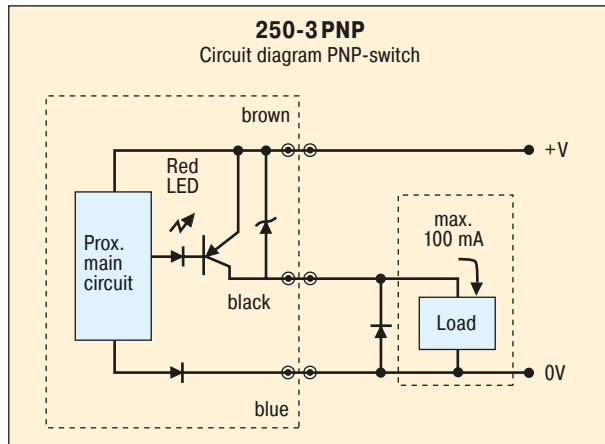 250-3 PNP
Circuit diagram PNP-switch
brown
+V
Red
LED
max.
100 mA
Prox.
main
circuit
black
Load
0V
blue